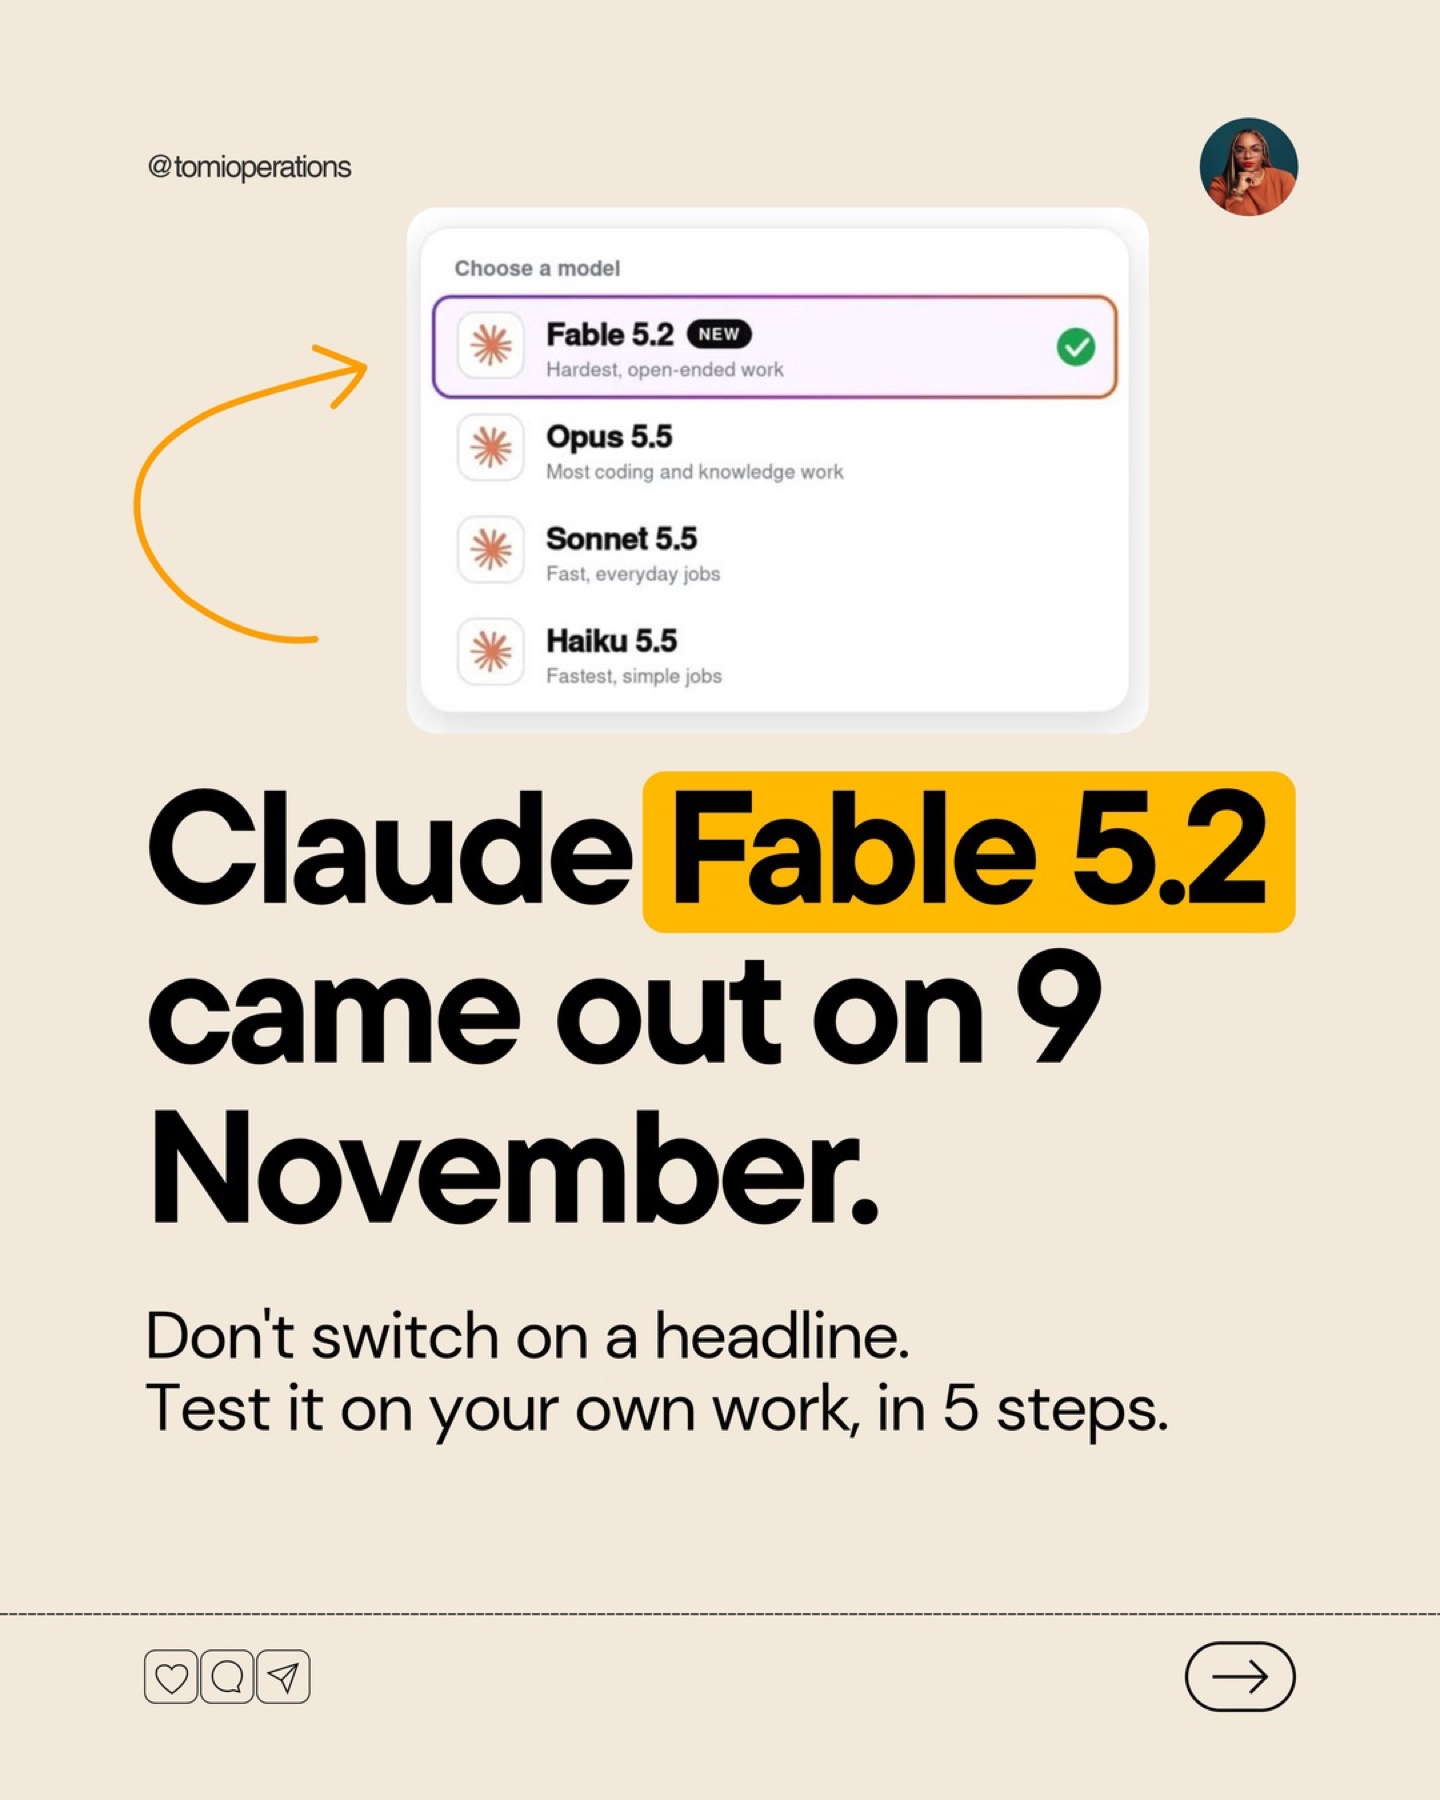 @tomioperations
Choose a model
Fable 5.2 NEW
Hardest, open-ended work
Opus 5.5
Most coding and knowledge work
Sonnet 5.5
Fast, everyday jobs
Haiku 5.5
Fastest, simple jobs
Claude Fable 5.2
came out on 9
November.
Don't switch on a headline.
Test it on your own work, in 5 steps.